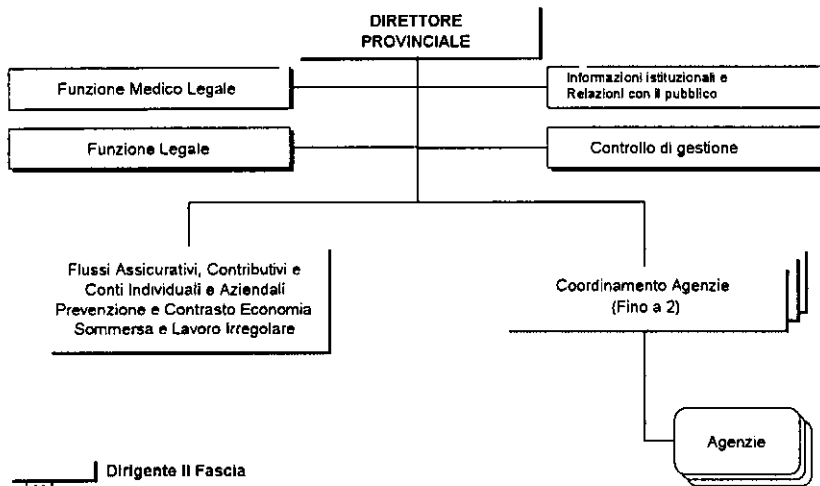 DIRETTORE
PROVINCIALE
Funzione Medico Legale
Informazioni istituzionali e
Relazioni con il pubblico
Funzione Legale
Controllo di gestione
Flussi Assicurativi, Contributivi e
Conti Individuali e Aziendali
Prevenzione e Contrasto Economia
Sommersa e Lavoro Irregolare
Coordinamento Agenzie
(Fino a 2)
Agenzie
Dirigente II Fascia